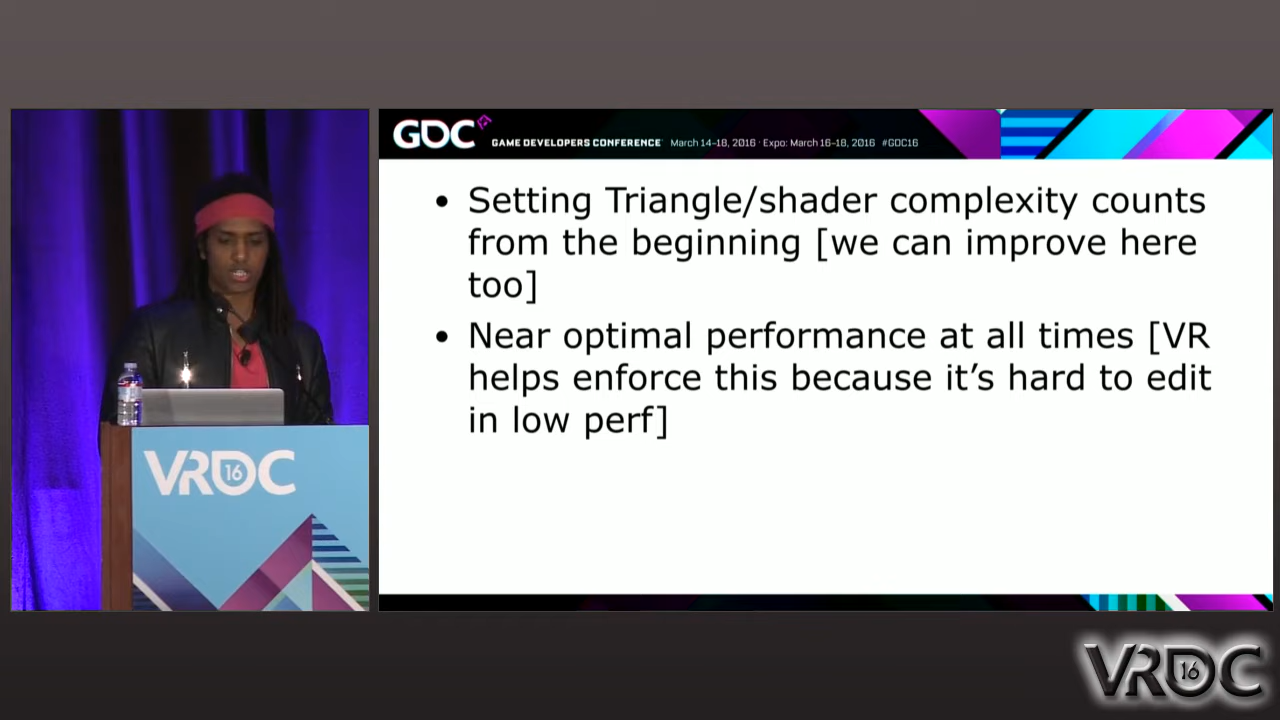 GDC
GAME DEVELOPERS CONFERENCE March 14-18, 2016 · Expo: March 16-18, 2016 #GDC16
• Setting Triangle/shader complexity counts
from the beginning [we can improve here
too]
• Near optimal performance at all times [VR
helps enforce this because it's hard to edit
in low perf]
VRDC
16
VRDC
16